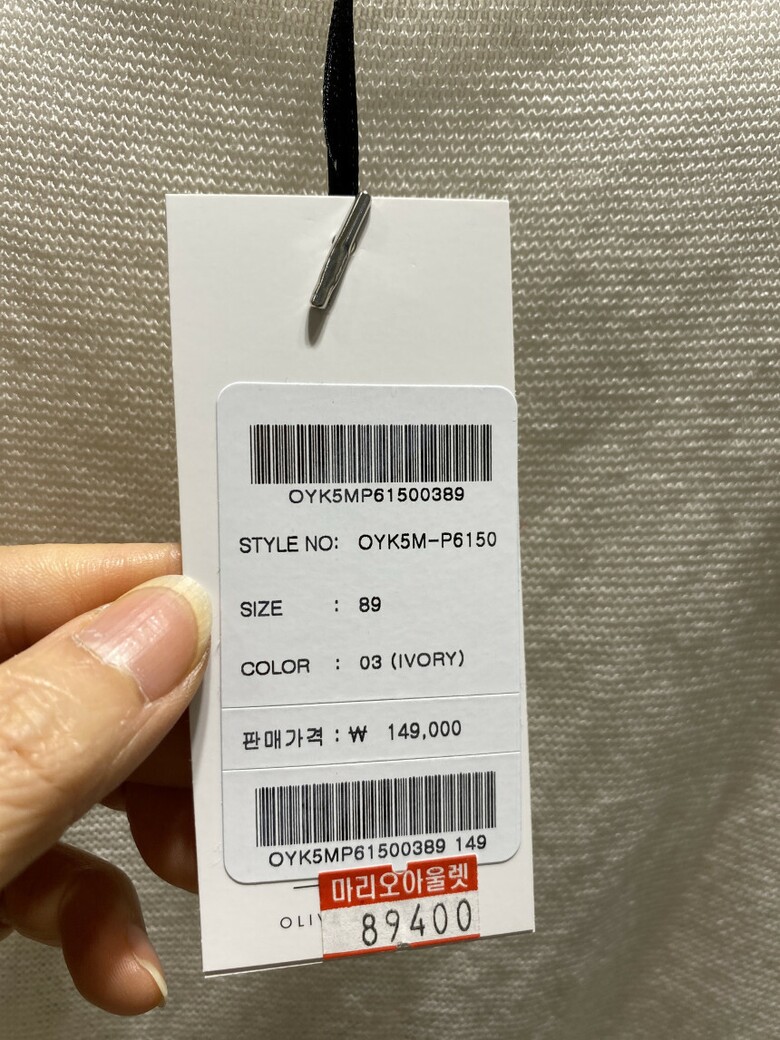 OYK5MP61500389
STYLE NO: OYK5M-P6150
SIZE : 89
COLOR : 03 (IVORY)
판매가격 : ₩ 149,000
OYK5MP61500389 149
마리오아울렛
89400